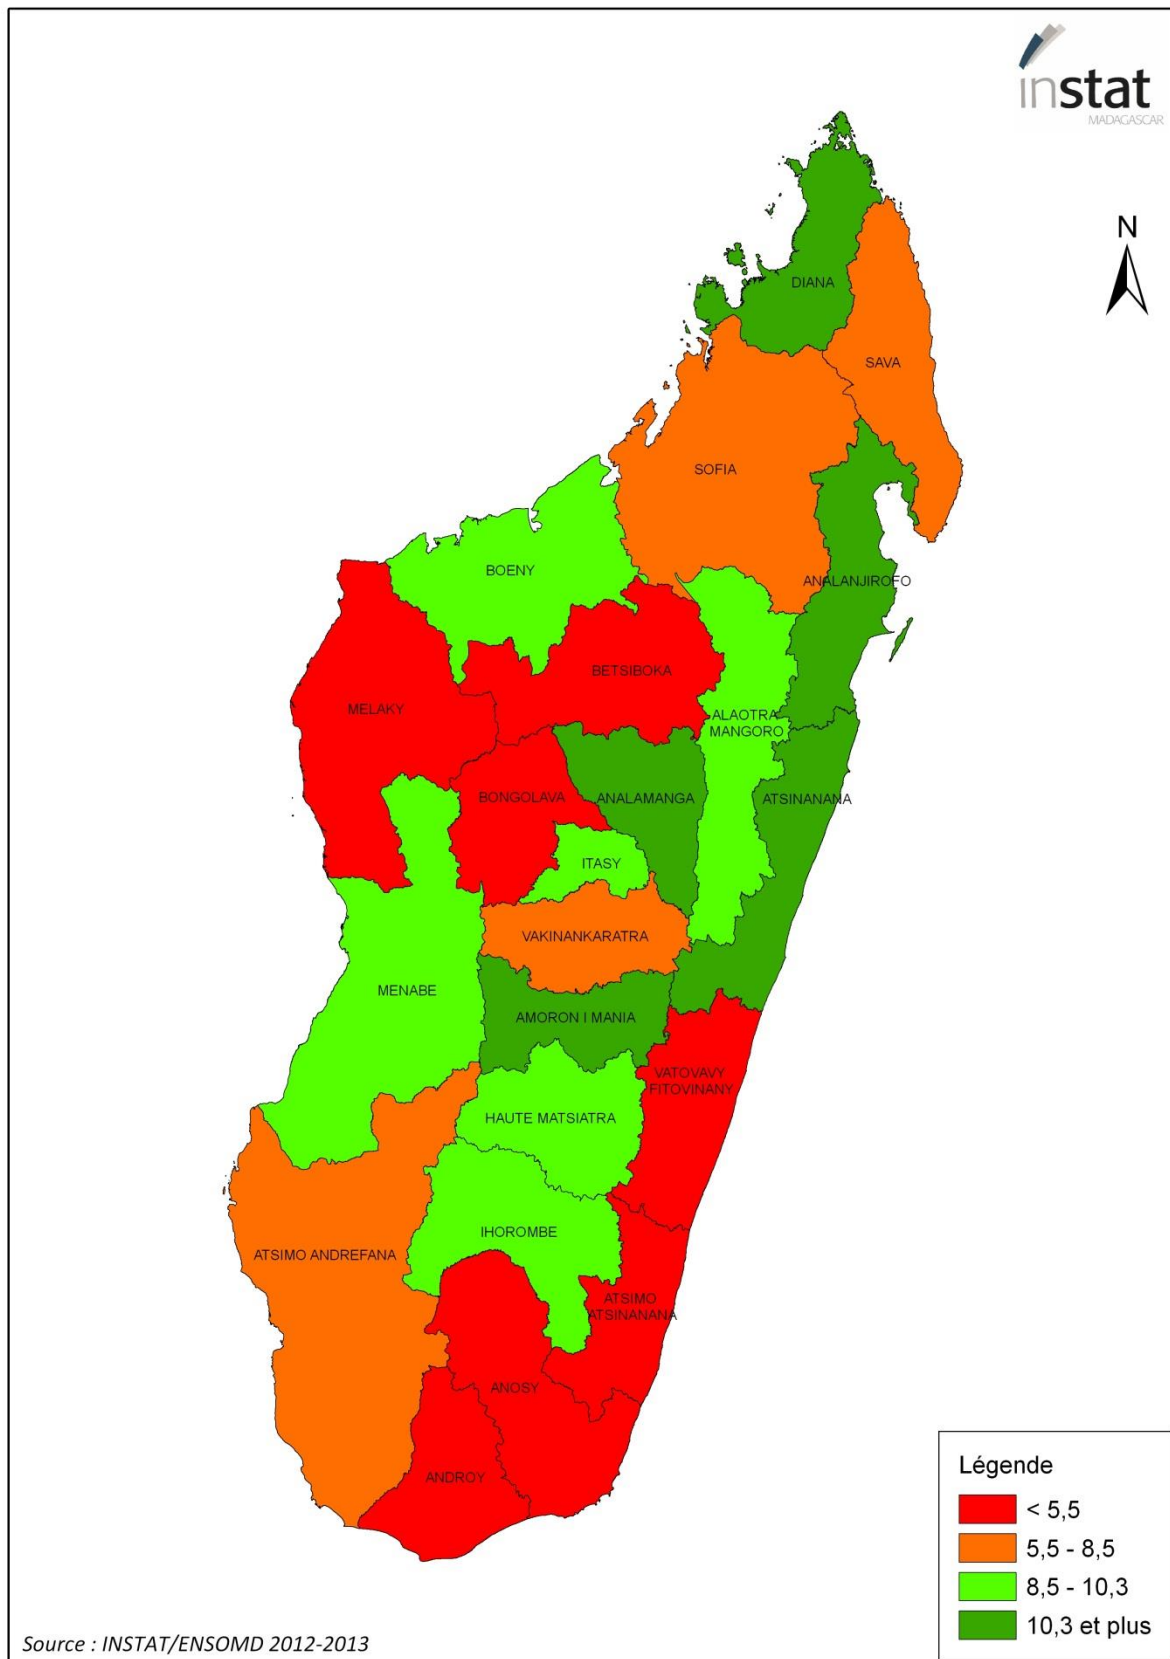 instat
MADAGASCAR
N
DIANA
SAVA
SOFIA
ANALANJIROFO
BOENY
BETSIBOKA
MELAKY
ALAOTRA
MANGORO
BONGOLAVA
ANALAMANGA
ATSINANANA
ITASY
VAKINANKARATRA
MENABE
AMORON I MANIA
VATOVAVY
FITOVINANY
HAUTE MATSIATRA
IHOROMBE
ATSIMO ANDREFANA
ATSIMO
ATSINANANA
ANOSY
ANDROY
Légende
< 5,5
5,5 - 8,5
8,5 - 10,3
10,3 et plus
Source : INSTAT/ENSOMD 2012-2013